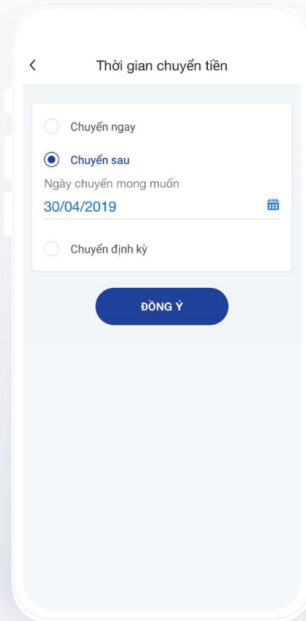 Thời gian chuyển tiền
Chuyển ngay
Chuyển sau
Ngày chuyển mong muốn
30/04/2019
Chuyển định kỳ
ĐỒNG Ý